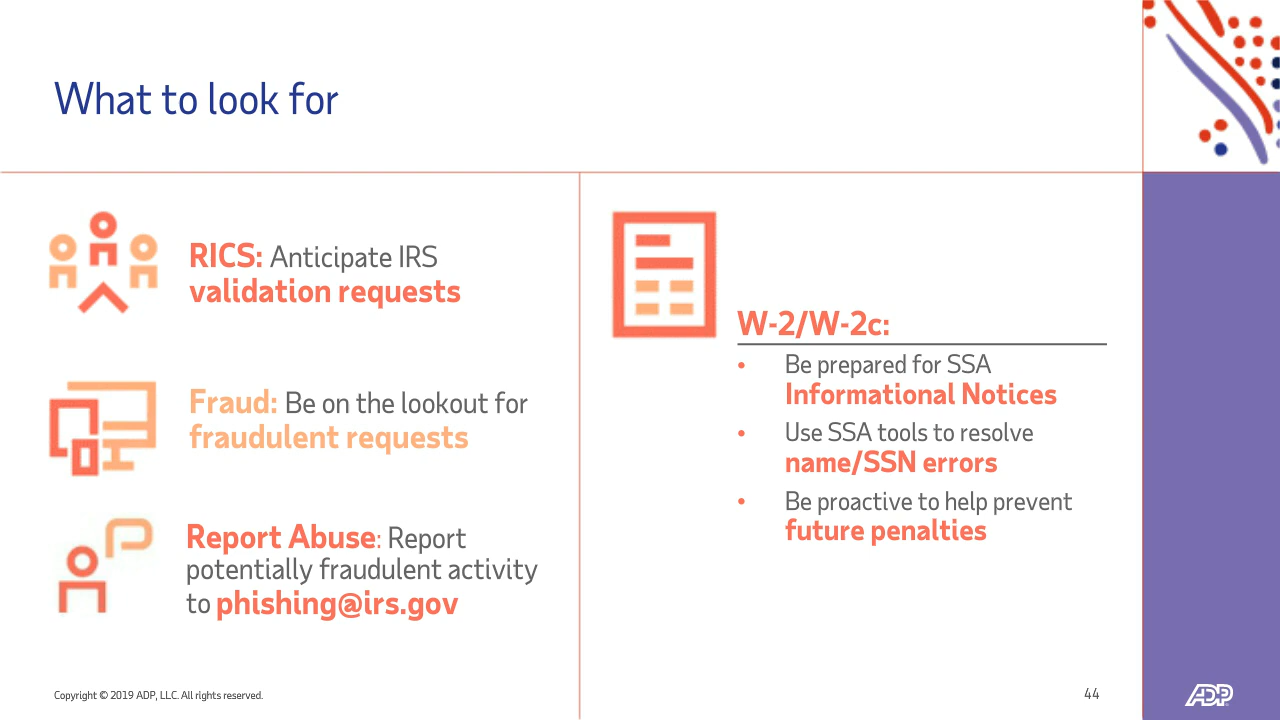 What to look for
RICS: Anticipate IRS
validation requests
Fraud: Be on the lookout for
fraudulent requests
Report Abuse: Report
potentially fraudulent activity
to phishing@irs.gov
W-2/W-2c:
• Be prepared for SSA
Informational Notices
• Use SSA tools to resolve
name/SSN errors
• Be proactive to help prevent
future penalties
Copyright © 2019 ADP, LLC. All rights reserved.
44
ADP